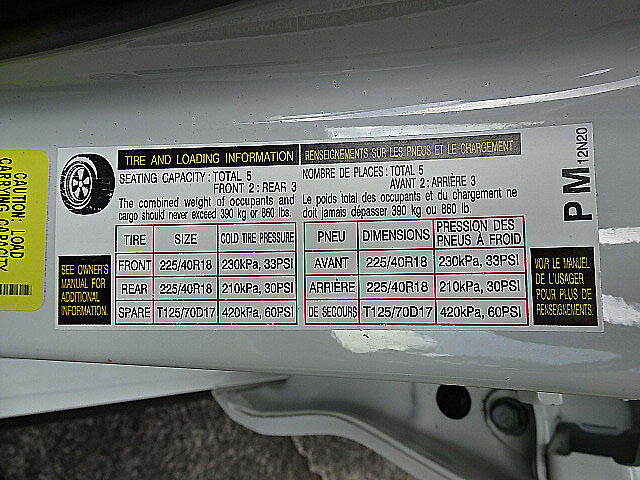 TIRE AND LOADING INFORMATION
SEATING CAPACITY : TOTAL 5
FRONT 2 : REAR 3
The combined weight of occupants and
cargo should never exceed 390 kg or 860 lbs.
TIRE SIZE COLD TIRE PRESSURE
FRONT 225/40R18 230kPa, 33PSI
REAR 225/40R18 210kPa, 30PSI
SPARE T125/70D17 420kPa, 60PSI
SEE OWNER'S
MANUAL FOR
ADDITIONAL
INFORMATION.
RENSEIGNEMENTS SUR LES PNEUS ET LE CHARGEMENT
NOMBRE DE PLACES : TOTAL 5
AVANT 2 : ARRIÈRE 3
Le poids total des occupants et du chargement ne
doit jamais dépasser 390 kg ou 860 lb.
PNEU DIMENSIONS PRESSION DES
PNEUS À FROID
AVANT 225/40R18 230kPa, 33PSI
ARRIÈRE 225/40R18 210kPa, 30PSI
DE SECOURS T125/70D17 420kPa, 60PSI
VOIR LE MANUEL
DE L'USAGER
POUR PLUS DE
RENSEIGNEMENTS.
PM 12N20
CAUTION : LOAD
CARRYING CAPACITY